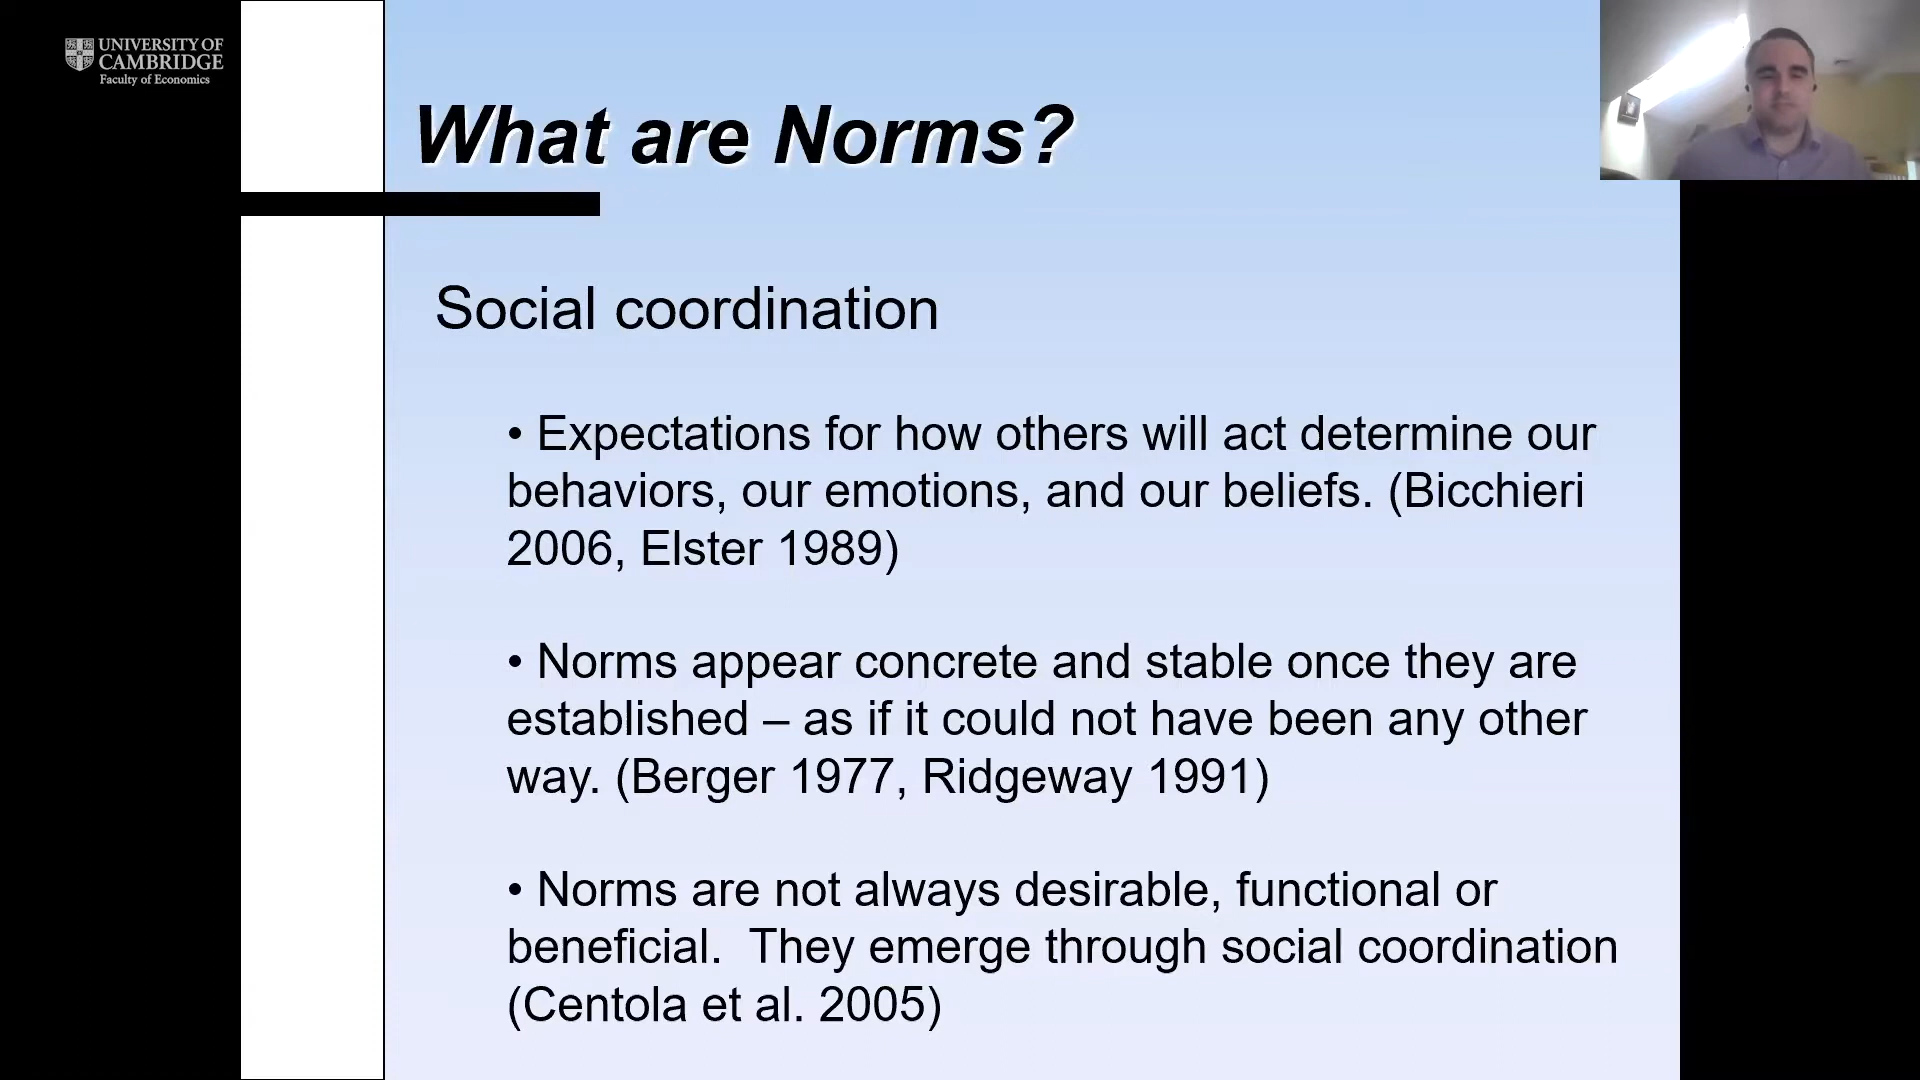 UNIVERSITY OF
CAMBRIDGE
Faculty of Economics
What are Norms?
Social coordination
• Expectations for how others will act determine our
behaviors, our emotions, and our beliefs. (Bicchieri
2006, Elster 1989)
• Norms appear concrete and stable once they are
established – as if it could not have been any other
way. (Berger 1977, Ridgeway 1991)
• Norms are not always desirable, functional or
beneficial.  They emerge through social coordination
(Centola et al. 2005)